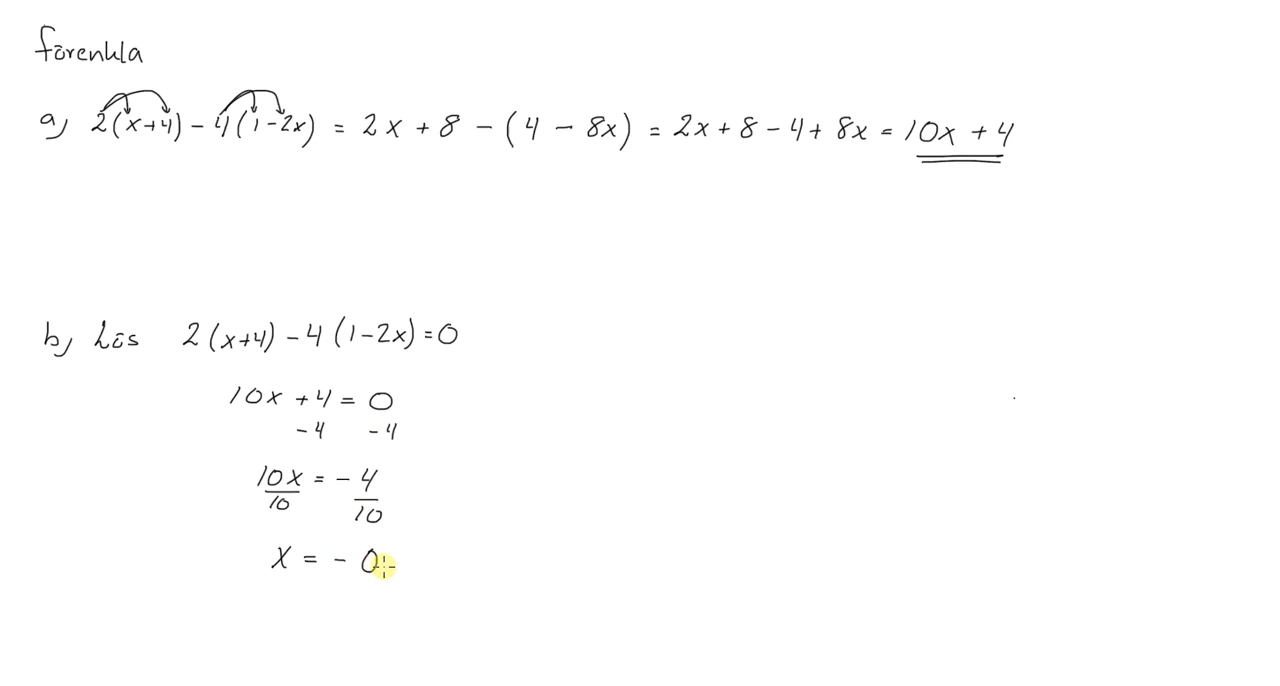 förenkla
a) 2(x+4) - 4(1-2x) = 2x + 8 - (4 - 8x) = 2x + 8 - 4 + 8x = 10x + 4
b) Lös 2(x+4) - 4(1-2x) = 0
10x + 4 = 0
-4 -4
10x = - 4
10 10
x = - 0